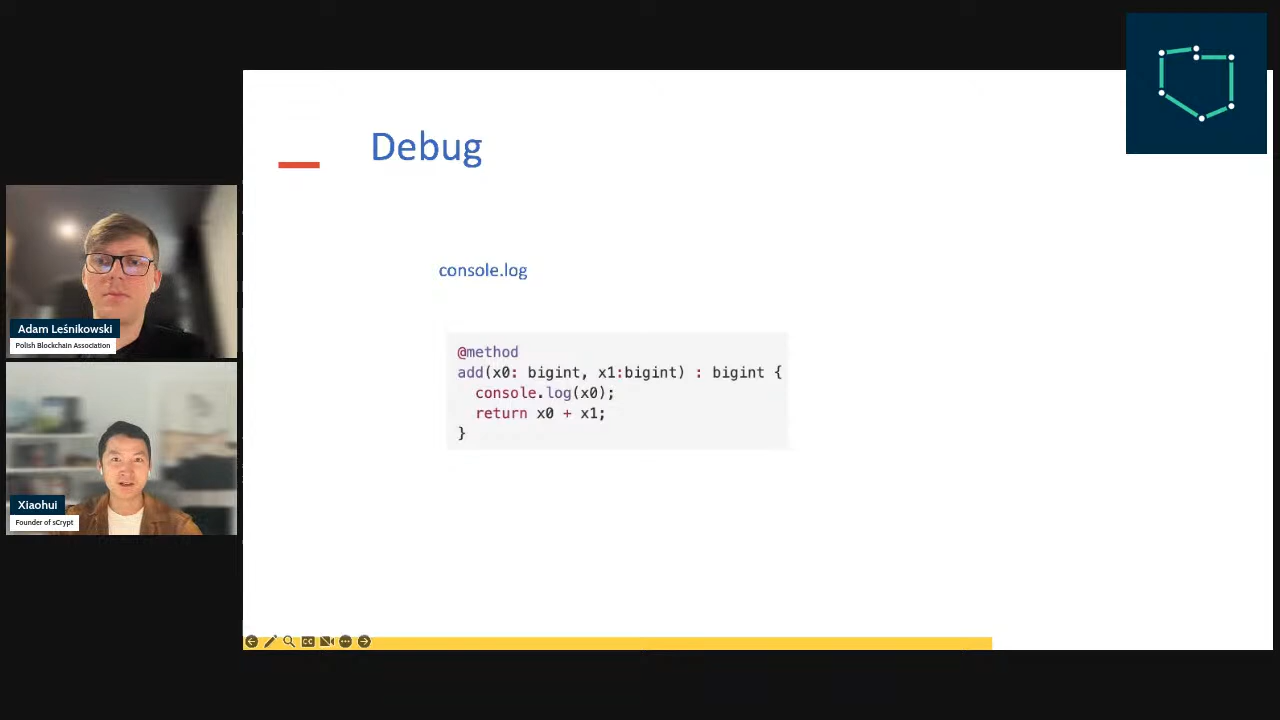 Debug
console.log
@method
add(x0: bigint, x1:bigint) : bigint {
console.log(x0);
return x0 + x1;
}
Adam Leśnikowski
Polish Blockchain Association
Xiaohui
Founder of sCrypt
CC